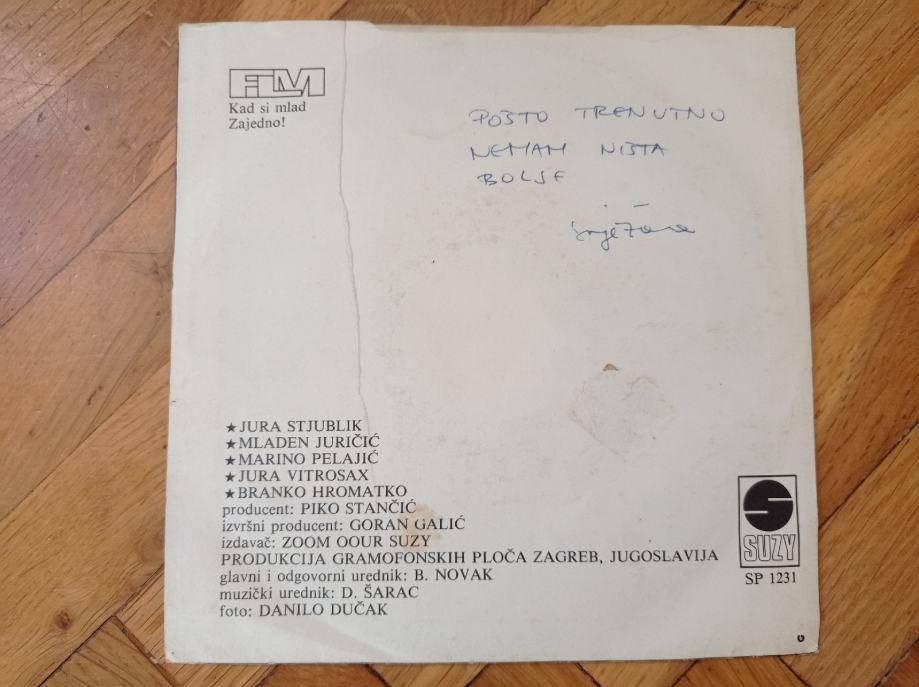 FILM
Kad si mlad
Zajedno!
POŠTO TRENUTNO
NEMAM NIŠTA
BOLJE
Snježana
★JURA STJUBLIK
★MLADEN JURIČIĆ
★MARINO PELAJIĆ
★JURA VITROSAX
★BRANKO HROMATKO
producent: PIKO STANČIĆ
izvršni producent: GORAN GALIĆ
izdavač: ZOOM OOUR SUZY
PRODUKCIJA GRAMOFONSKIH PLOČA ZAGREB, JUGOSLAVIJA
glavni i odgovorni urednik: B. NOVAK
muzički urednik: D. ŠARAC
foto: DANILO DUČAK
SUZY
SP 1231